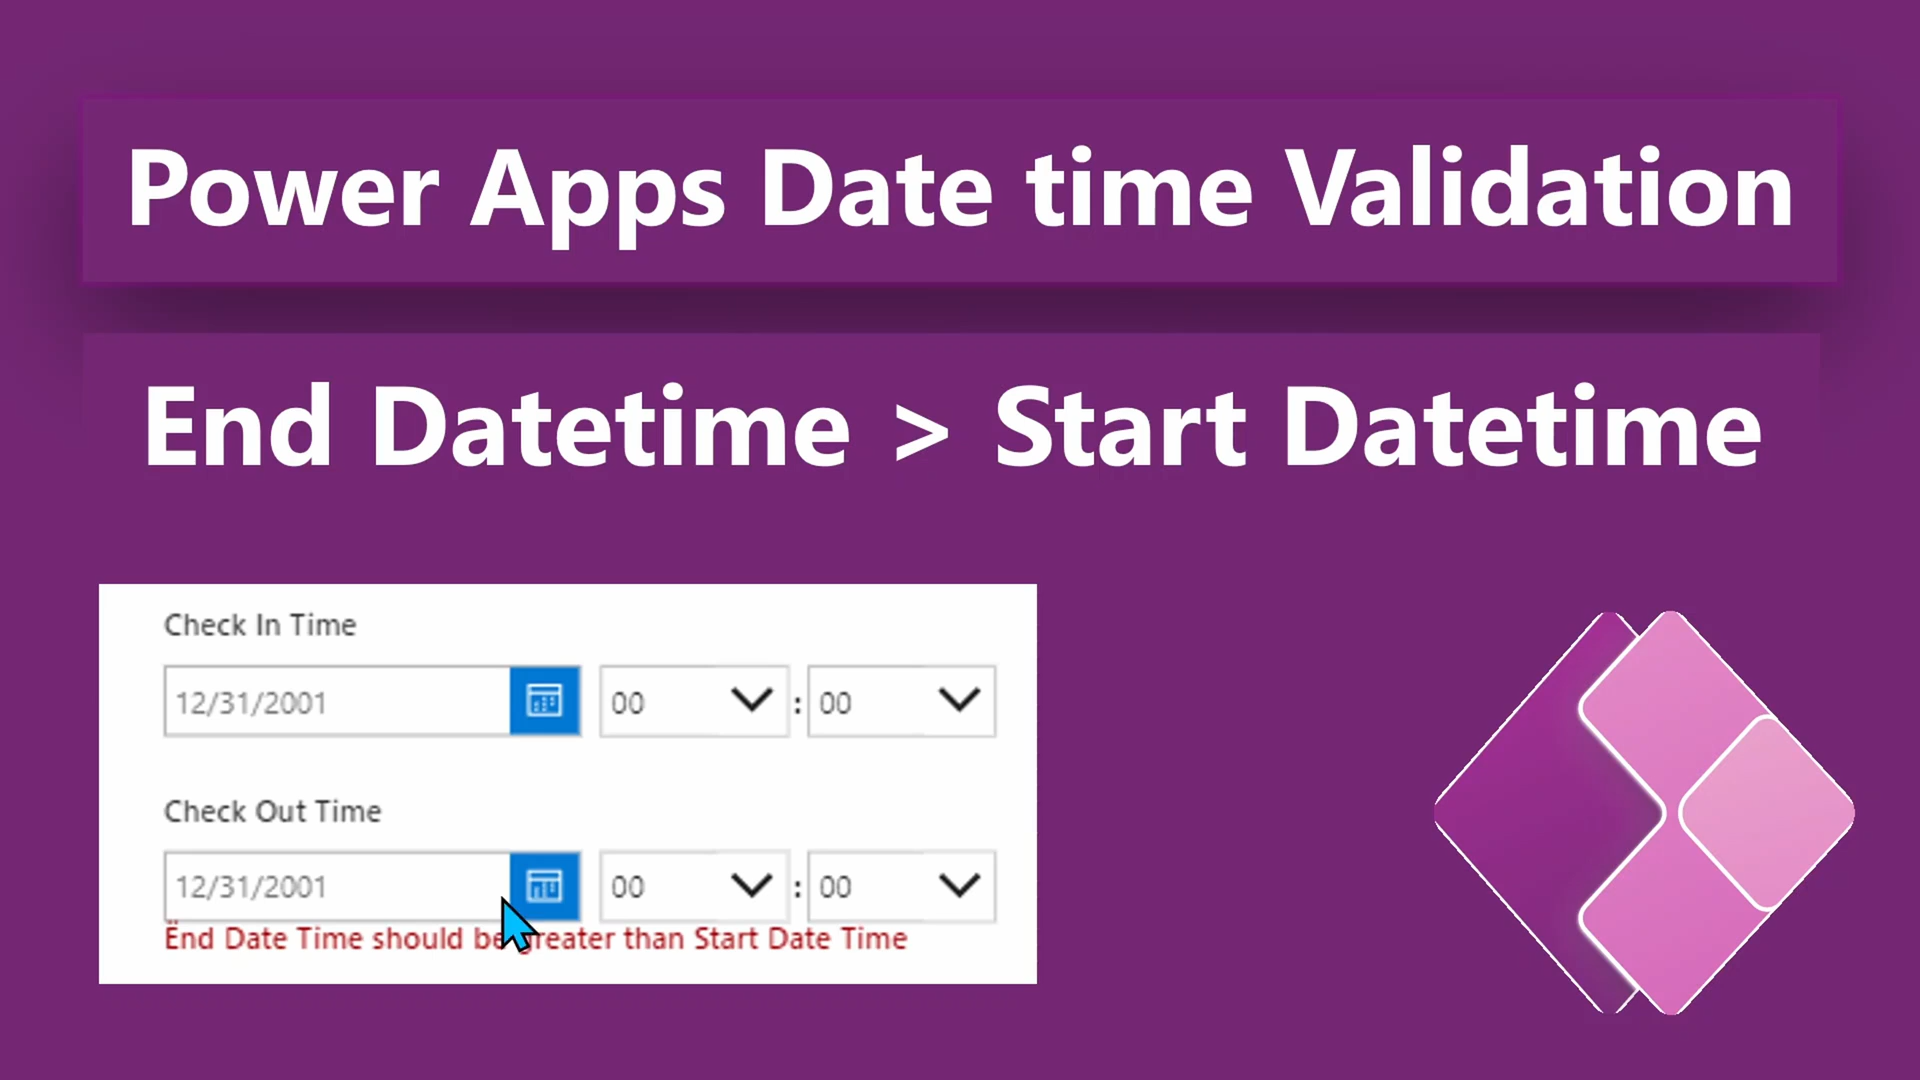 Power Apps Date time Validation
End Datetime > Start Datetime
Check In Time
12/31/2001 00 : 00
Check Out Time
12/31/2001 00 : 00
End Date Time should be greater than Start Date Time